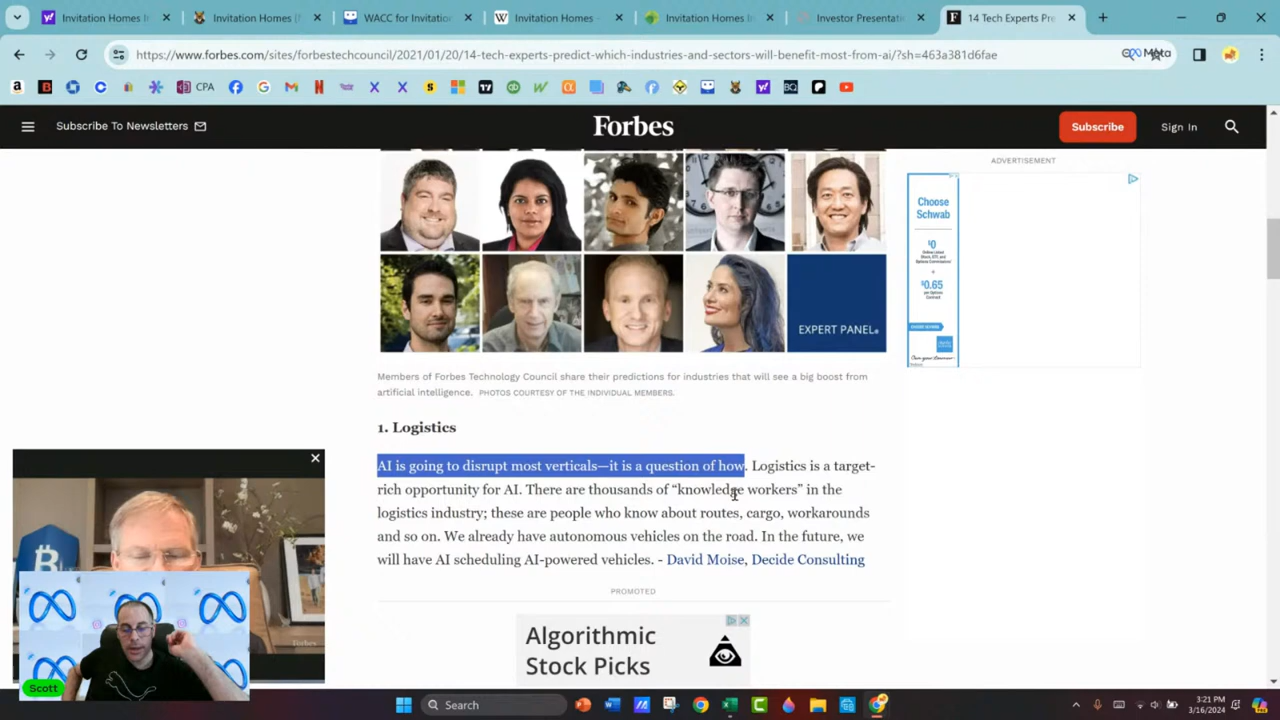 Invitation Homes I
Invitation Homes [
WACC for Invitation
Invitation Homes -
Invitation Homes In
Investor Presentati
14 Tech Experts Pre
https://www.forbes.com/sites/forbestechcouncil/2021/01/20/14-tech-experts-predict-which-industries-and-sectors-will-benefit-most-from-ai/?sh=463a381d6fae
Meta
CPA
Subscribe To Newsletters
Forbes
Subscribe
Sign In
ADVERTISEMENT
Choose
Schwab
$0
+
$0.65
EXPERT PANEL®
Members of Forbes Technology Council share their predictions for industries that will see a big boost from
artificial intelligence. PHOTOS COURTESY OF THE INDIVIDUAL MEMBERS.
1. Logistics
AI is going to disrupt most verticals—it is a question of how. Logistics is a target-
rich opportunity for AI. There are thousands of “knowledge workers” in the
logistics industry; these are people who know about routes, cargo, workarounds
and so on. We already have autonomous vehicles on the road. In the future, we
will have AI scheduling AI-powered vehicles. - David Moise, Decide Consulting
PROMOTED
Algorithmic
Stock Picks
Forbes
Scott
Search
3:21 PM
3/16/2024